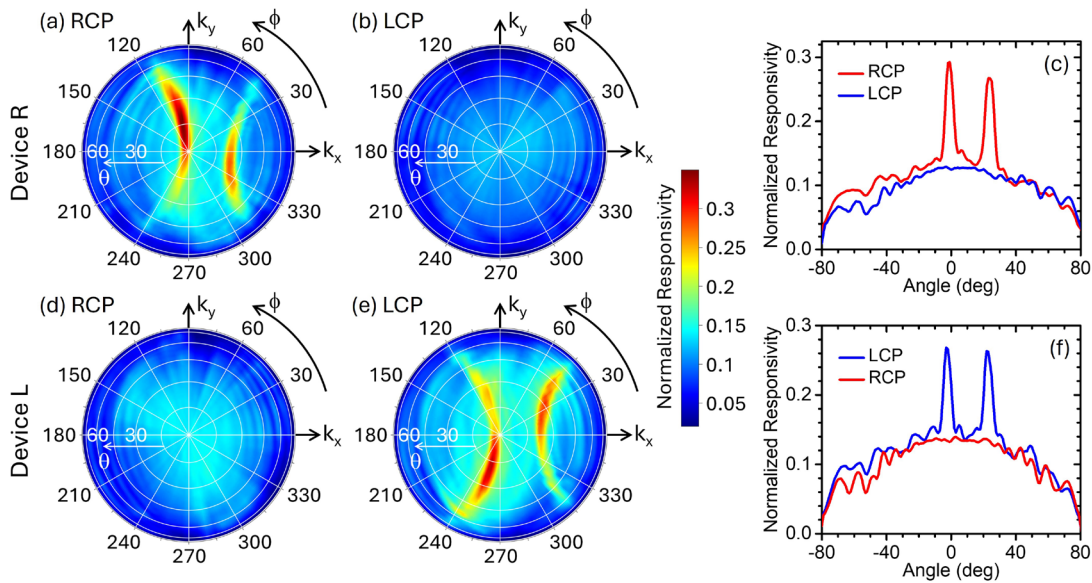 (a) RCP
k_y
ϕ
120
60
150
30
180
60
30
k_x
θ
210
330
240
300
270
Device R
(b) LCP
k_y
ϕ
120
60
150
30
180
60
30
k_x
θ
210
330
240
300
270
(c)
RCP
LCP
0.3
0.2
0.1
0.0
-80
-40
0
40
80
Normalized Responsivity
Angle (deg)
Normalized Responsivity
0.3
0.25
0.2
0.15
0.1
0.05
(d) RCP
k_y
ϕ
120
60
150
30
180
60
30
k_x
θ
210
330
240
300
270
Device L
(e) LCP
k_y
ϕ
120
60
150
30
180
60
30
k_x
θ
210
330
240
300
270
(f)
LCP
RCP
0.3
0.2
0.1
0.0
-80
-40
0
40
80
Normalized Responsivity
Angle (deg)